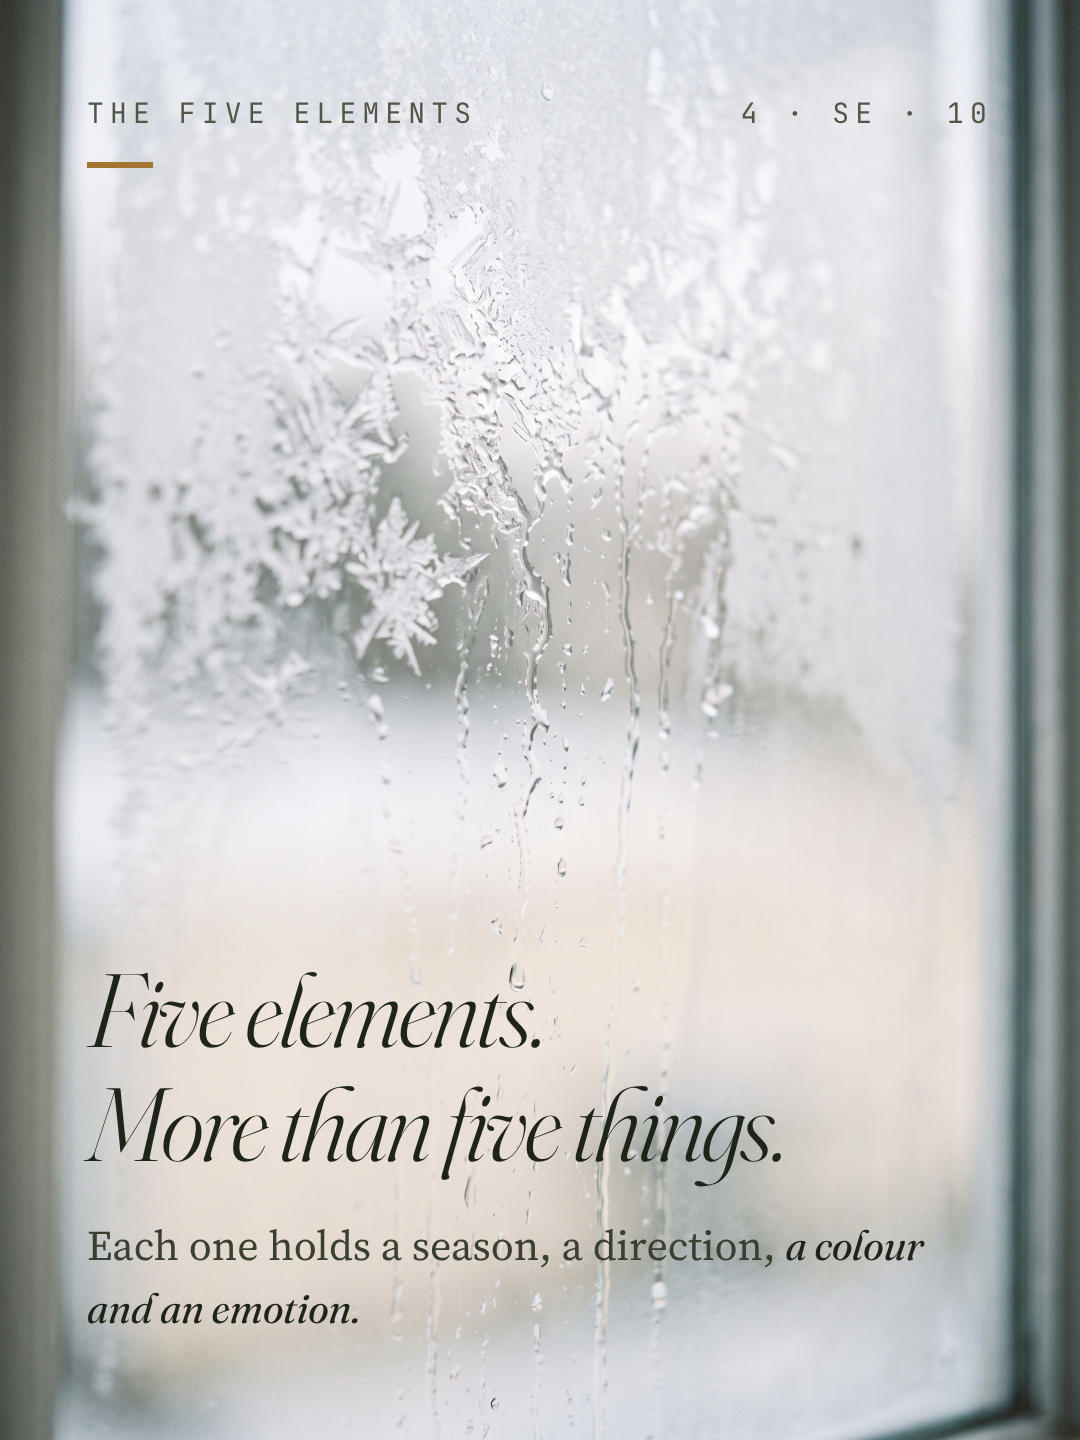 THE FIVE ELEMENTS
4 · SE · 10
Five elements.
More than five things.
Each one holds a season, a direction, a colour
and an emotion.